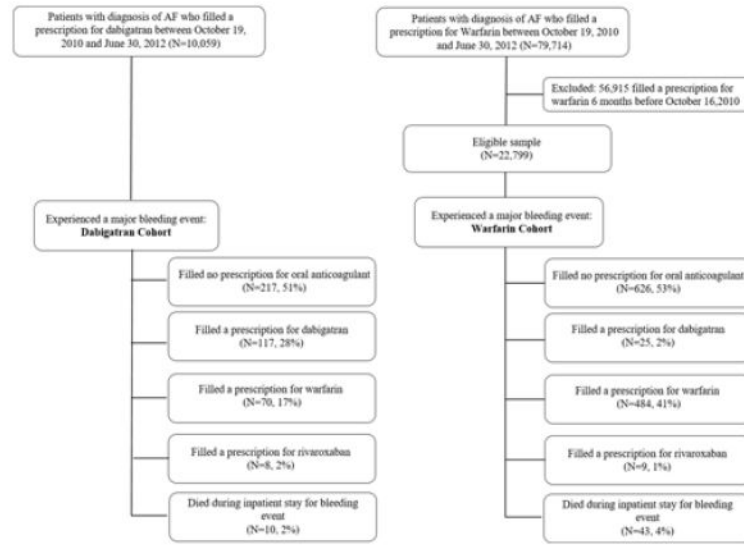 Patients with diagnosis of AF who filled a
prescription for dabigatran between October 19,
2010 and June 30, 2012 (N=10,059)
Experienced a major bleeding event:
Dabigatran Cohort
Filled no prescription for oral anticoagulant
(N=217, 51%)
Filled a prescription for dabigatran
(N=117, 28%)
Filled a prescription for warfarin
(N=70, 17%)
Filled a prescription for rivaroxaban
(N=8, 2%)
Died during inpatient stay for bleeding
event
(N=10, 2%)
Patients with diagnosis of AF who filled a
prescription for Warfarin between October 19, 2010
and June 30, 2012 (N=79,714)
Excluded: 56,915 filled a prescription for
warfarin 6 months before October 16,2010
Eligible sample
(N=22,799)
Experienced a major bleeding event:
Warfarin Cohort
Filled no prescription for oral anticoagulant
(N=626, 53%)
Filled a prescription for dabigatran
(N=25, 2%)
Filled a prescription for warfarin
(N=484, 41%)
Filled a prescription for rivaroxaban
(N=9, 1%)
Died during inpatient stay for bleeding
event
(N=43, 4%)